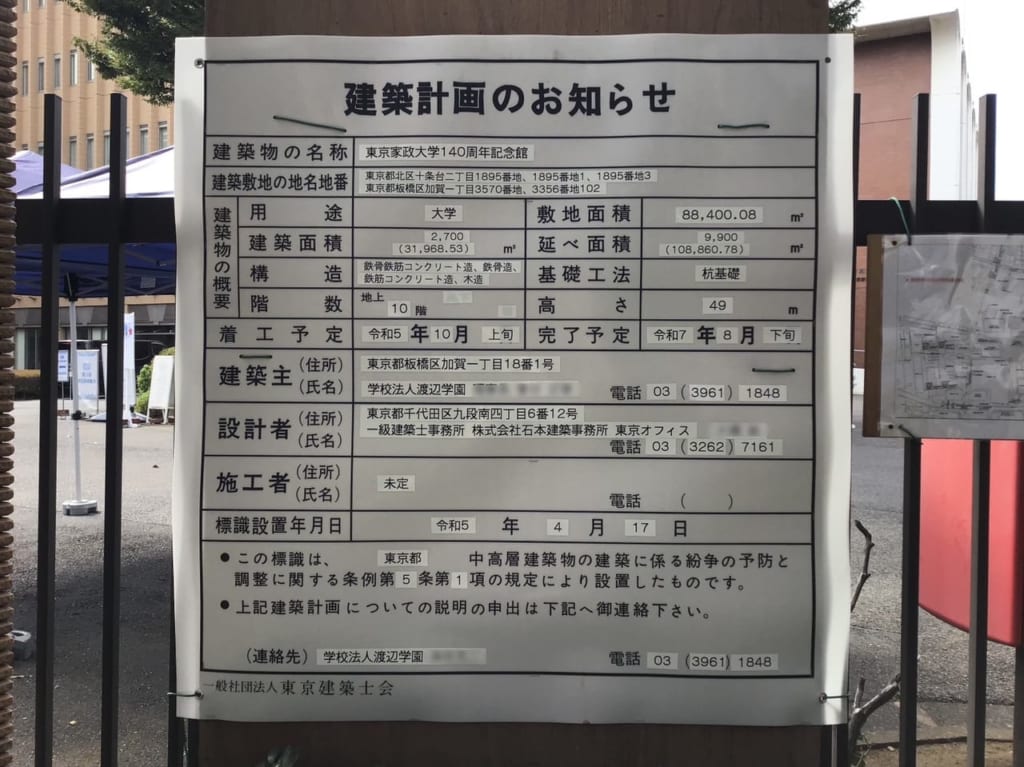 建築計画のお知らせ
建築物の名称 東京家政大学140周年記念館
建築敷地の地名地番 東京都北区十条台二丁目1895番地、1895番地1、1895番地3
東京都板橋区加賀一丁目3570番地、3356番地102
建築物の概要
用途 大学 敷地面積 88,400.08 ㎡
建築面積 2,700 (31,968.53) ㎡ 延べ面積 9,900 (108,860.78) ㎡
構造 鉄骨鉄筋コンクリート造、鉄骨造、鉄筋コンクリート造、木造 基礎工法 杭基礎
階数 地上 10 階 高さ 49 m
着工予定 令和5 年 10 月 上旬 完了予定 令和7 年 8 月 下旬
建築主 (住所) 東京都板橋区加賀一丁目18番1号
(氏名) 学校法人渡辺学園 電話 03 (3961) 1848
設計者 (住所) 東京都千代田区九段南四丁目6番12号
(氏名) 一級建築士事務所 株式会社石本建築事務所 東京オフィス
電話 03 (3262) 7161
施工者 (住所) (氏名) 未定
電話 ( )
標識設置年月日 令和5 年 4 月 17 日
●この標識は、 東京都 中高層建築物の建築に係る紛争の予防と
調整に関する条例第5条第1項の規定により設置したものです。
●上記建築計画についての説明の申出は下記へ御連絡下さい。
(連絡先) 学校法人渡辺学園 電話 03 (3961) 1848
一般社団法人 東京建築士会